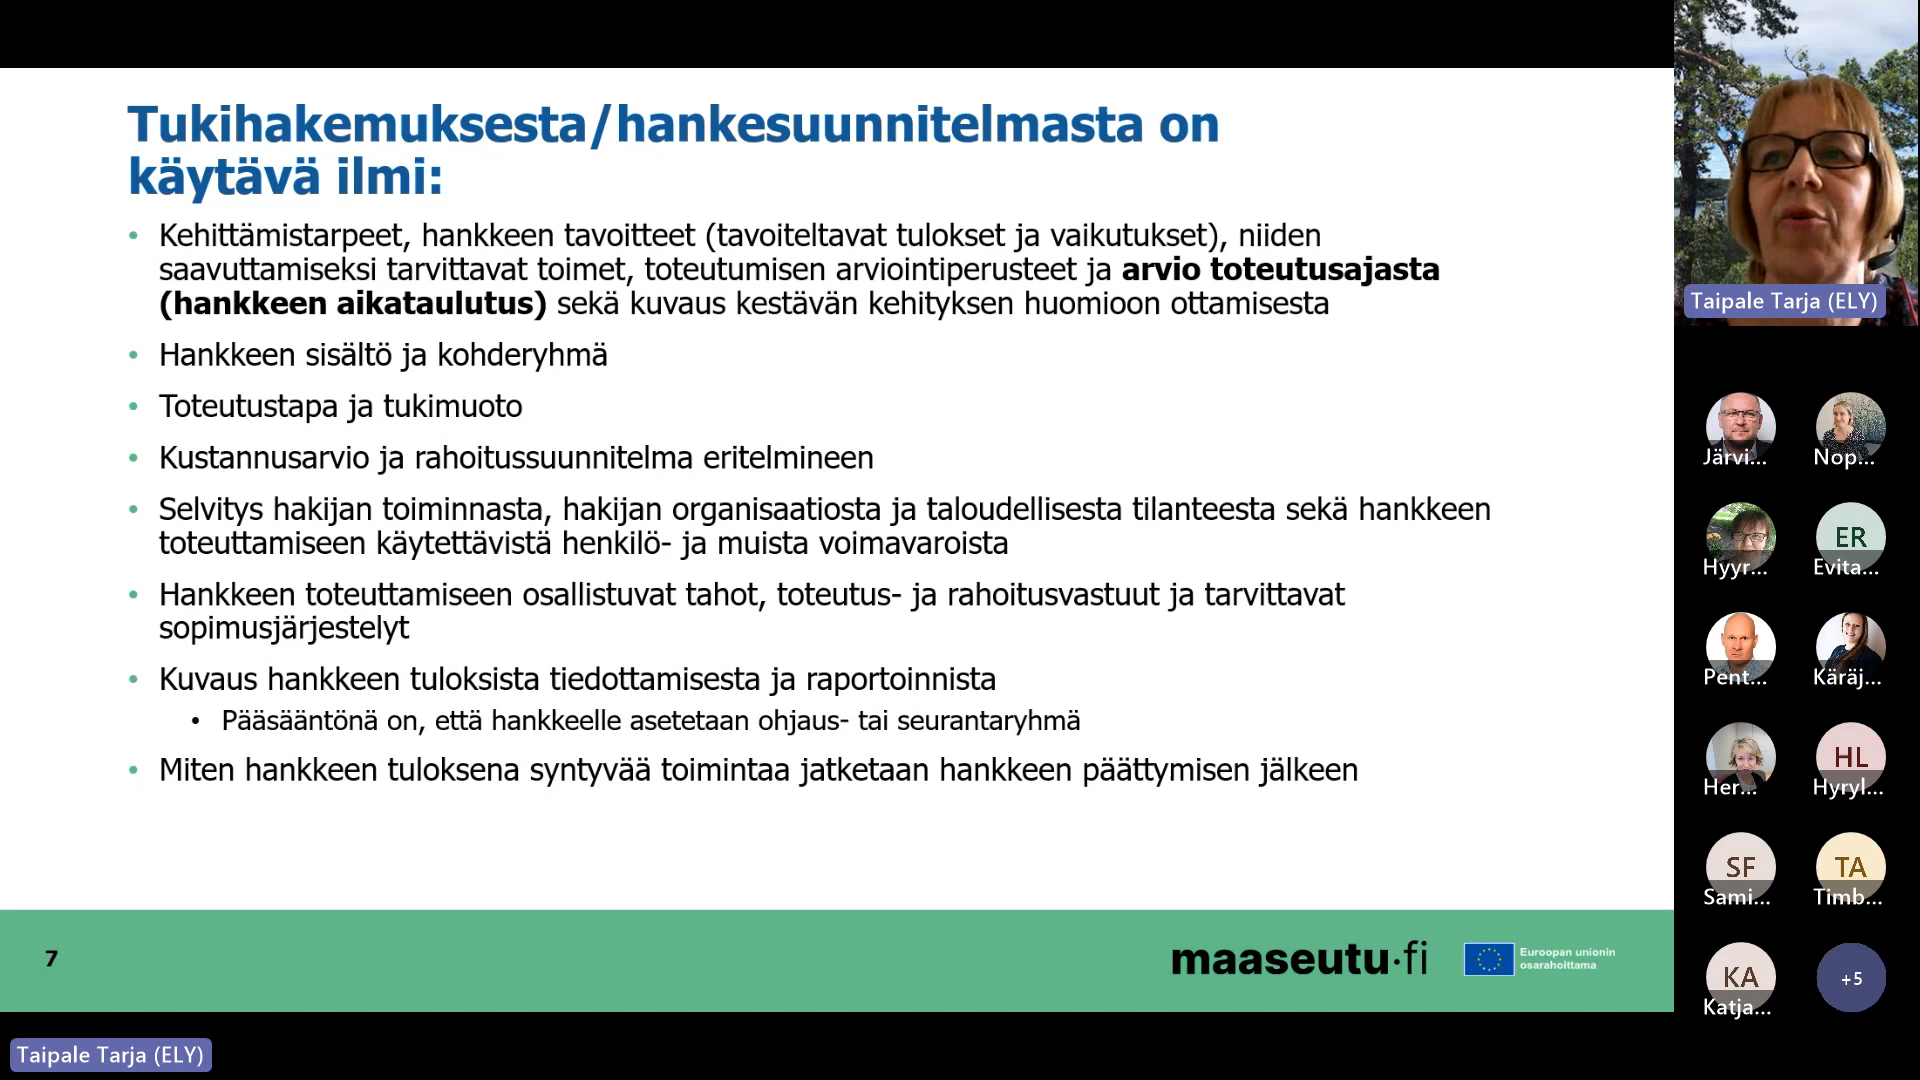 Tukihakemuksesta/hankesuunnitelmasta on
käytävä ilmi:
• Kehittämistarpeet, hankkeen tavoitteet (tavoiteltavat tulokset ja vaikutukset), niiden
saavuttamiseksi tarvittavat toimet, toteutumisen arviointiperusteet ja arvio toteutusajasta
(hankkeen aikataulutus) sekä kuvaus kestävän kehityksen huomioon ottamisesta
• Hankkeen sisältö ja kohderyhmä
• Toteutustapa ja tukimuoto
• Kustannusarvio ja rahoitussuunnitelma eritelmineen
• Selvitys hakijan toiminnasta, hakijan organisaatiosta ja taloudellisesta tilanteesta sekä hankkeen
toteuttamiseen käytettävistä henkilö- ja muista voimavaroista
• Hankkeen toteuttamiseen osallistuvat tahot, toteutus- ja rahoitusvastuut ja tarvittavat
sopimusjärjestelyt
• Kuvaus hankkeen tuloksista tiedottamisesta ja raportoinnista
• Pääsääntönä on, että hankkeelle asetetaan ohjaus- tai seurantaryhmä
• Miten hankkeen tuloksena syntyvää toimintaa jatketaan hankkeen päättymisen jälkeen
7
maaseutu.fi
Euroopan unionin
osarahoittama
Taipale Tarja (ELY)
Taipale Tarja (ELY)
Järvi...
Nop...
Hyyr...
ER
Evita...
Pent...
Käräj...
Her...
HL
Hyryl...
SF
Sami...
TA
Timb...
KA
Katja...
+5